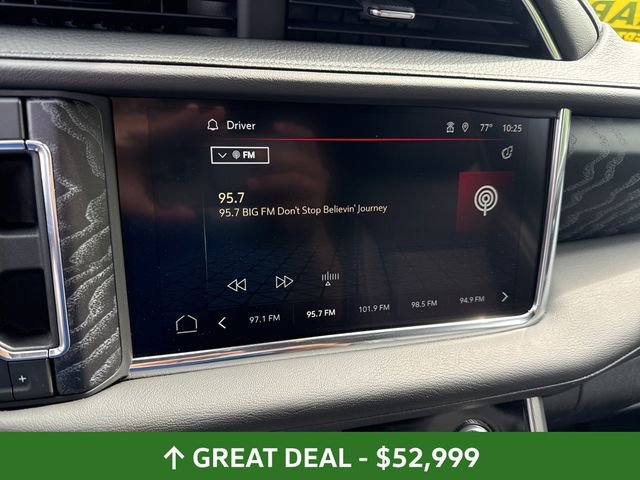 Driver
77° 10:25
FM
95.7
95.7 BIG FM Don't Stop Believin' Journey
97.1 FM 95.7 FM 101.9 FM 98.5 FM 94.9 FM
+
↑ GREAT DEAL - $52,999